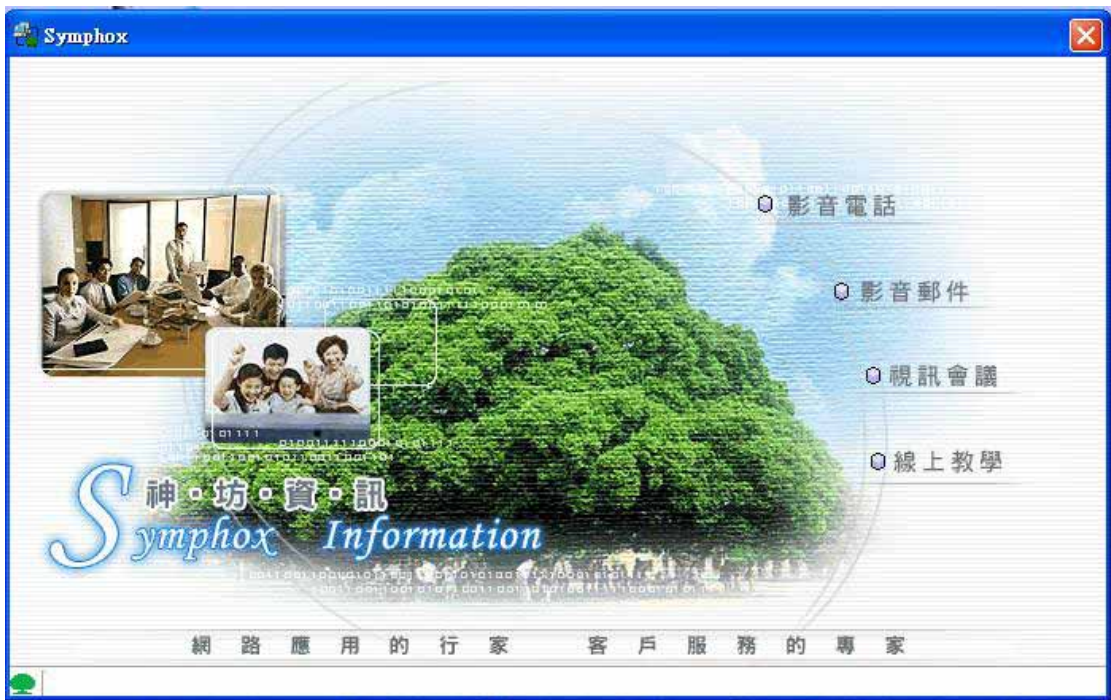 Symphox
影音電話
影音郵件
視訊會議
線上教學
神・坊・資・訊
Symphox Information
網路應用的行家 客戶服務的專家